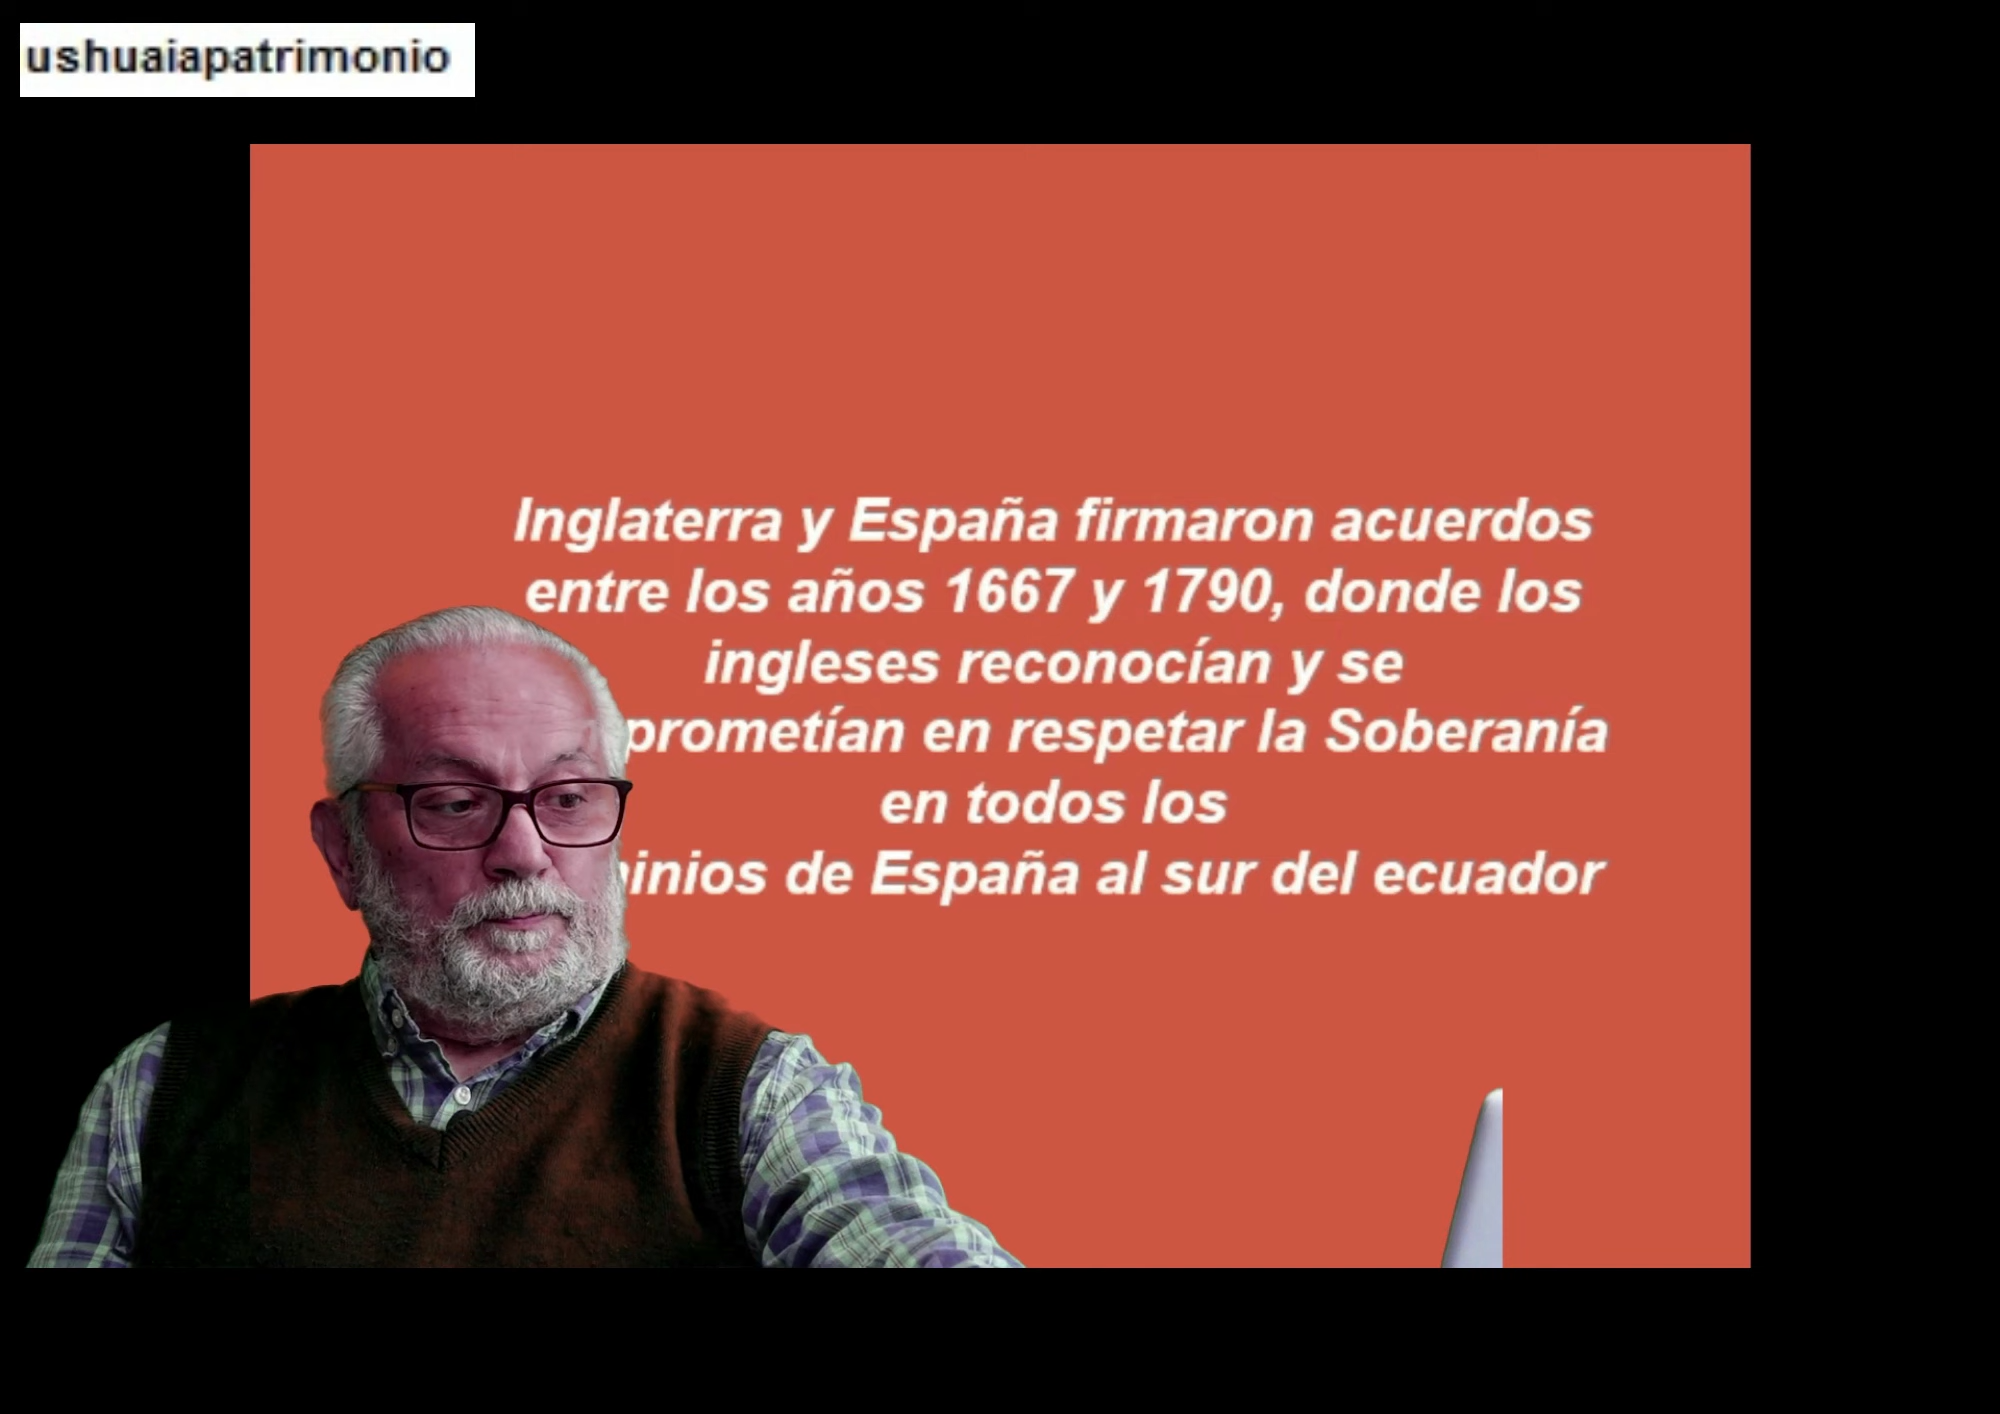 ushuaiapatrimonio
Inglaterra y España firmaron acuerdos
entre los años 1667 y 1790, donde los
ingleses reconocían y se
prometían en respetar la Soberanía
en todos los
inios de España al sur del ecuador